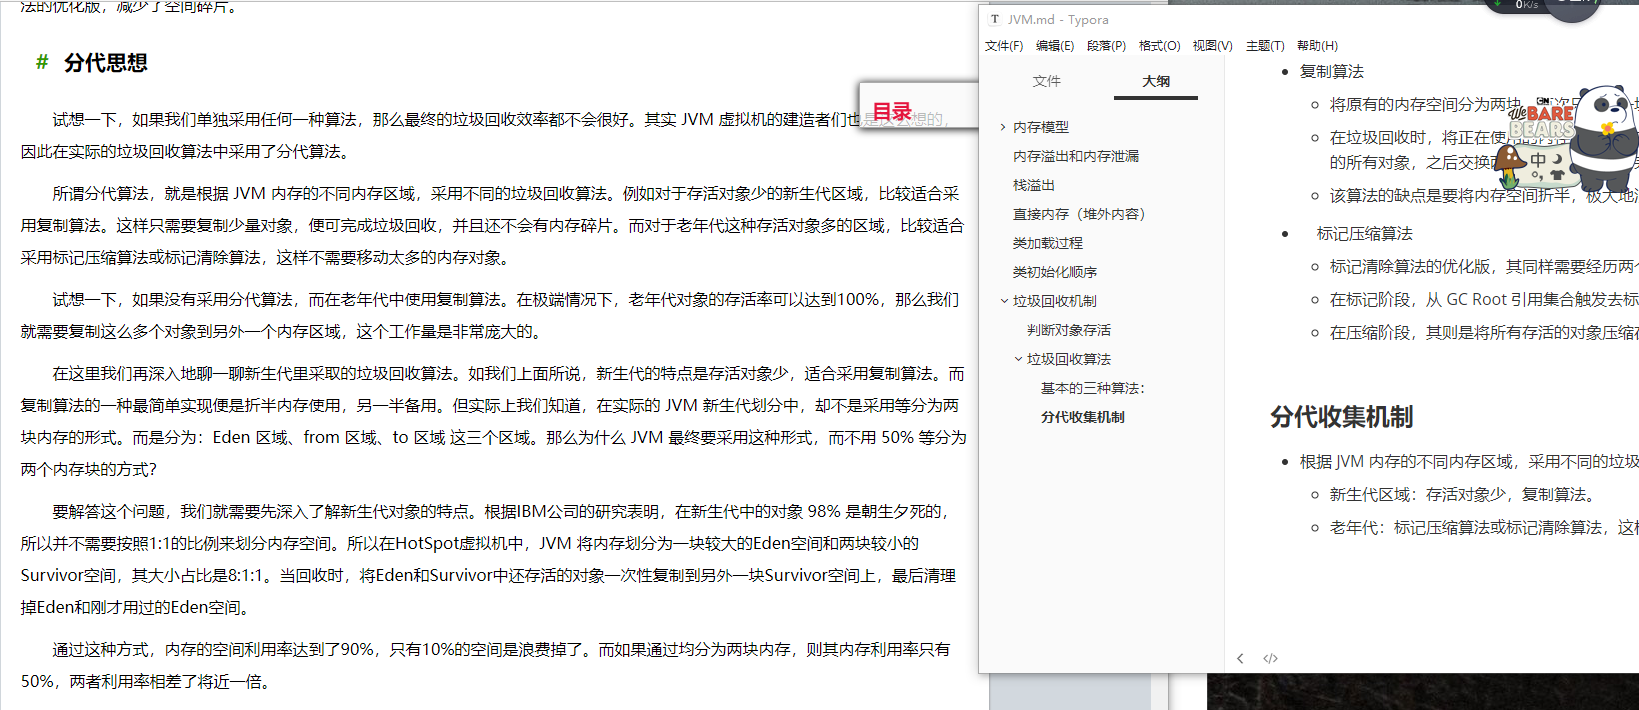 法的优化版，减少了空间碎片。
# 分代思想
试想一下，如果我们单独采用任何一种算法，那么最终的垃圾回收效率都不会很好。其实 JVM 虚拟机的建造者们也是这么想的，
因此在实际的垃圾回收算法中采用了分代算法。
所谓分代算法，就是根据 JVM 内存的不同内存区域，采用不同的垃圾回收算法。例如对于存活对象少的新生代区域，比较适合采
用复制算法。这样只需要复制少量对象，便可完成垃圾回收，并且还不会有内存碎片。而对于老年代这种存活对象多的区域，比较适合
采用标记压缩算法或标记清除算法，这样不需要移动太多的内存对象。
试想一下，如果没有采用分代算法，而在老年代中使用复制算法。在极端情况下，老年代对象的存活率可以达到100%，那么我们
就需要复制这么多个对象到另外一个内存区域，这个工作量是非常庞大的。
在这里我们再深入地聊一聊新生代里采取的垃圾回收算法。如我们上面所说，新生代的特点是存活对象少，适合采用复制算法。而
复制算法的一种最简单实现便是折半内存使用，另一半备用。但实际上我们知道，在实际的 JVM 新生代划分中，却不是采用等分为两
块内存的形式。而是分为：Eden 区域、from 区域、to 区域 这三个区域。那么为什么 JVM 最终要采用这种形式，而不用 50% 等分为
两个内存块的方式？
要解答这个问题，我们就需要先深入了解新生代对象的特点。根据IBM公司的研究表明，在新生代中的对象 98% 是朝生夕死的，
所以并不需要按照1:1的比例来划分内存空间。所以在HotSpot虚拟机中，JVM 将内存划分为一块较大的Eden空间和两块较小的
Survivor空间，其大小占比是8:1:1。当回收时，将Eden和Survivor中还存活的对象一次性复制到另外一块Survivor空间上，最后清理
掉Eden和刚才用过的Eden空间。
通过这种方式，内存的空间利用率达到了90%，只有10%的空间是浪费掉了。而如果通过均分为两块内存，则其内存利用率只有
50%，两者利用率相差了将近一倍。
目录
T JVM.md - Typora
文件(F) 编辑(E) 段落(P) 格式(O) 视图(V) 主题(T) 帮助(H)
文件 大纲
内存模型
内存溢出和内存泄漏
栈溢出
直接内存（堆外内容）
类加载过程
类初始化顺序
垃圾回收机制
判断对象存活
垃圾回收算法
基本的三种算法：
分代收集机制
0K/s
复制算法
将原有的内存空间分为两块
在垃圾回收时，将正在使用的内存
的所有对象，之后交换
该算法的缺点是要将内存空间折半，极大地
标记压缩算法
标记清除算法的优化版，其同样需要经历两
在标记阶段，从 GC Root 引用集合触发去标
在压缩阶段，其则是将所有存活的对象压缩在
分代收集机制
根据 JVM 内存的不同内存区域，采用不同的垃圾
新生代区域：存活对象少，复制算法。
老年代：标记压缩算法或标记清除算法，这样
CN
We BARE
BEARS
中